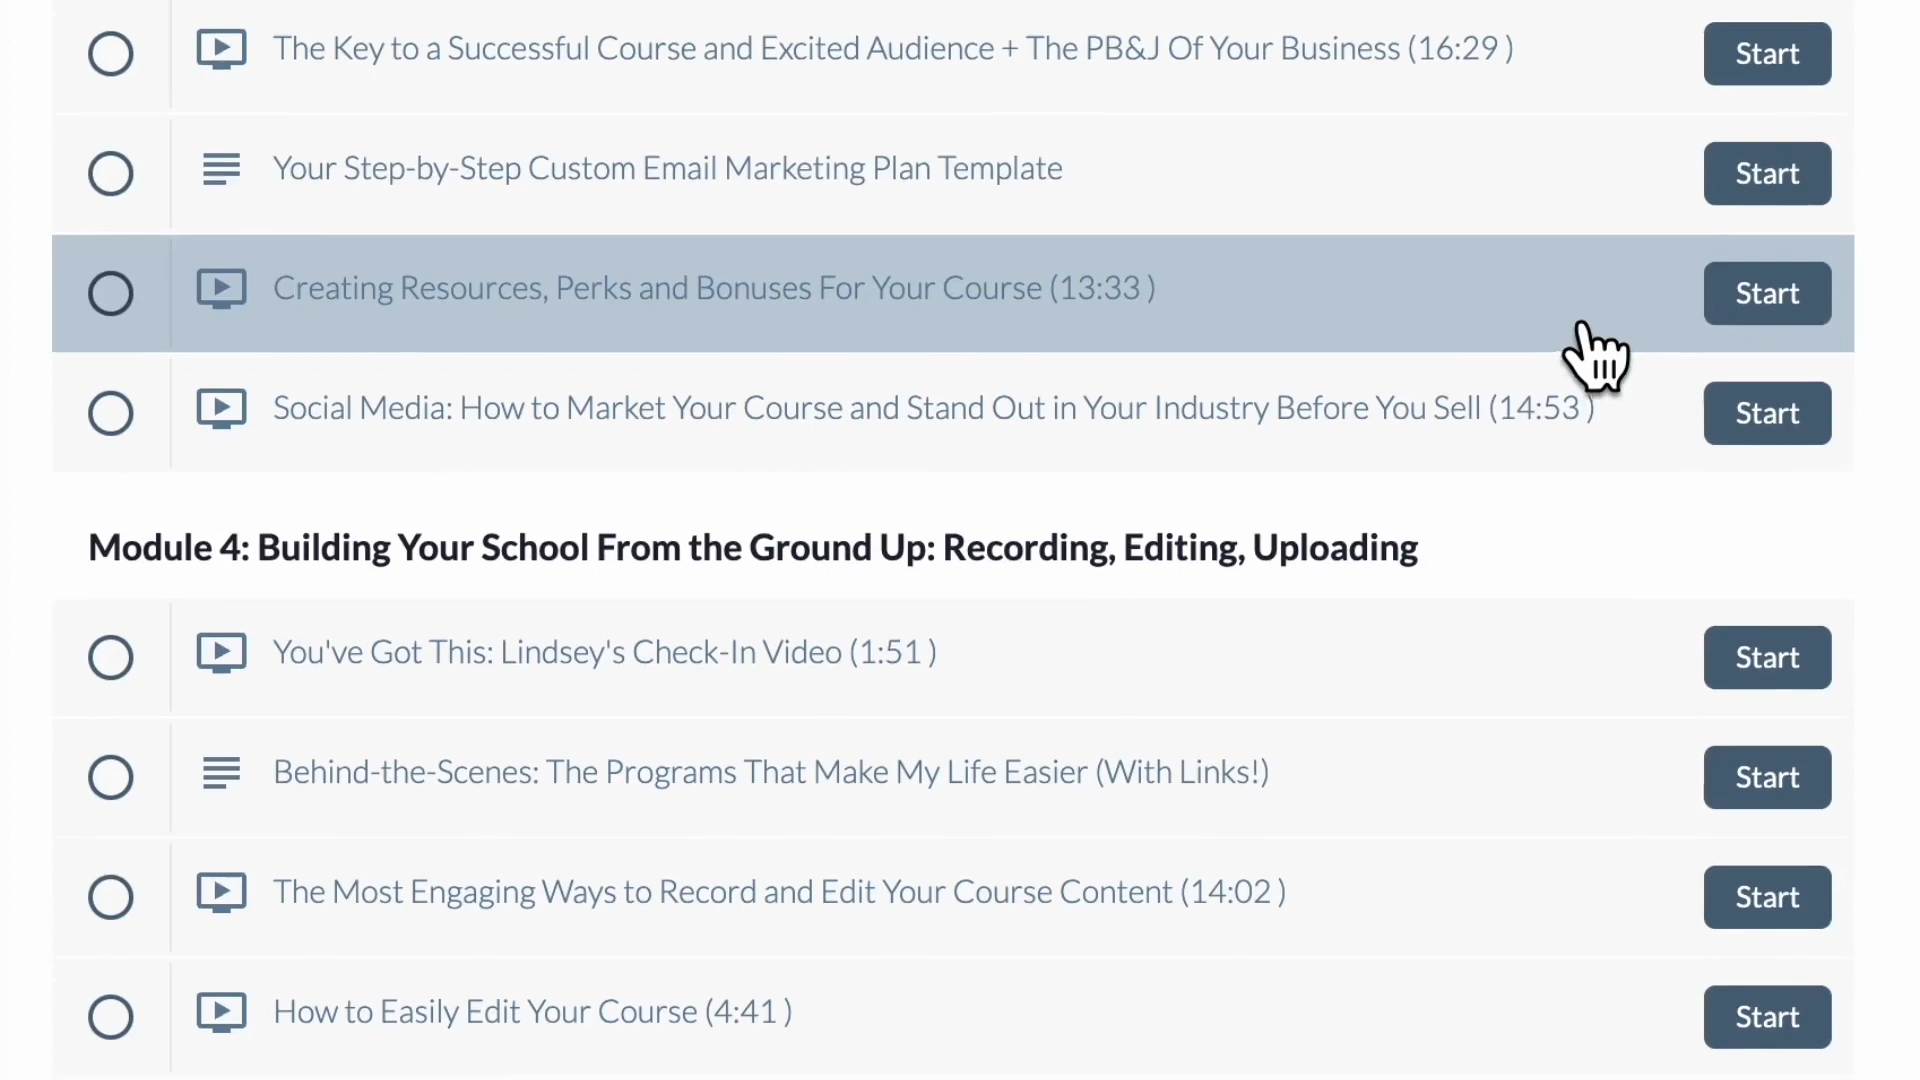 The Key to a Successful Course and Excited Audience + The PB&J Of Your Business (16:29 )
Start
Your Step-by-Step Custom Email Marketing Plan Template
Start
Creating Resources, Perks and Bonuses For Your Course (13:33 )
Start
Social Media: How to Market Your Course and Stand Out in Your Industry Before You Sell (14:53 )
Start
Module 4: Building Your School From the Ground Up: Recording, Editing, Uploading
You've Got This: Lindsey's Check-In Video (1:51 )
Start
Behind-the-Scenes: The Programs That Make My Life Easier (With Links!)
Start
The Most Engaging Ways to Record and Edit Your Course Content (14:02 )
Start
How to Easily Edit Your Course (4:41 )
Start